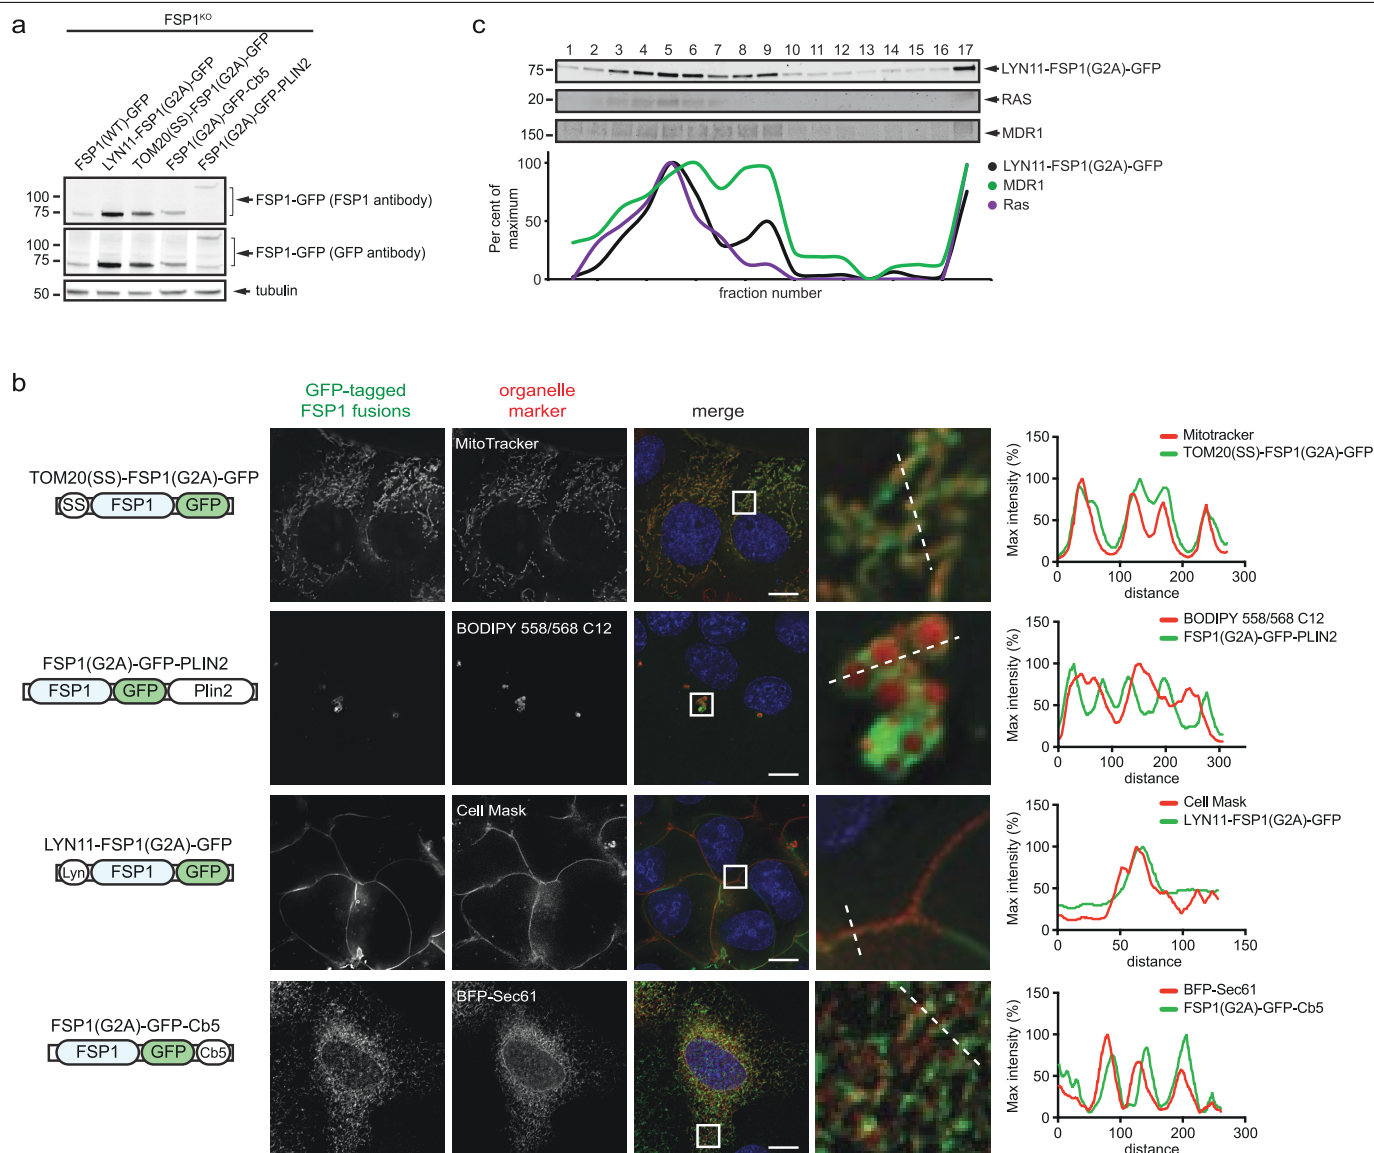 a
FSP1KO
FSP1(WT)-GFP
LYN11-FSP1(G2A)-GFP
TOM20(SS)-FSP1(G2A)-GFP
FSP1(G2A)-GFP-Cb5
FSP1(G2A)-GFP-PLIN2
100
75
FSP1-GFP (FSP1 antibody)
100
75
FSP1-GFP (GFP antibody)
50
tubulin
c
1 2 3 4 5 6 7 8 9 10 11 12 13 14 15 16 17
75
LYN11-FSP1(G2A)-GFP
20
RAS
150
MDR1
Per cent of
maximum
100
50
0
fraction number
LYN11-FSP1(G2A)-GFP
MDR1
Ras
b
GFP-tagged
FSP1 fusions
organelle
marker
merge
TOM20(SS)-FSP1(G2A)-GFP
SS FSP1 GFP
MitoTracker
Max intensity (%)
150
100
50
0
0 100 200 300
distance
Mitotracker
TOM20(SS)-FSP1(G2A)-GFP
FSP1(G2A)-GFP-PLIN2
FSP1 GFP Plin2
BODIPY 558/568 C12
Max intensity (%)
150
100
50
0
0 100 200 300
distance
BODIPY 558/568 C12
FSP1(G2A)-GFP-PLIN2
LYN11-FSP1(G2A)-GFP
Lyn FSP1 GFP
Cell Mask
Max intensity (%)
150
100
50
0
0 50 100 150
distance
Cell Mask
LYN11-FSP1(G2A)-GFP
FSP1(G2A)-GFP-Cb5
FSP1 GFP Cb5
BFP-Sec61
Max intensity (%)
150
100
50
0
0 100 200 300
distance
BFP-Sec61
FSP1(G2A)-GFP-Cb5